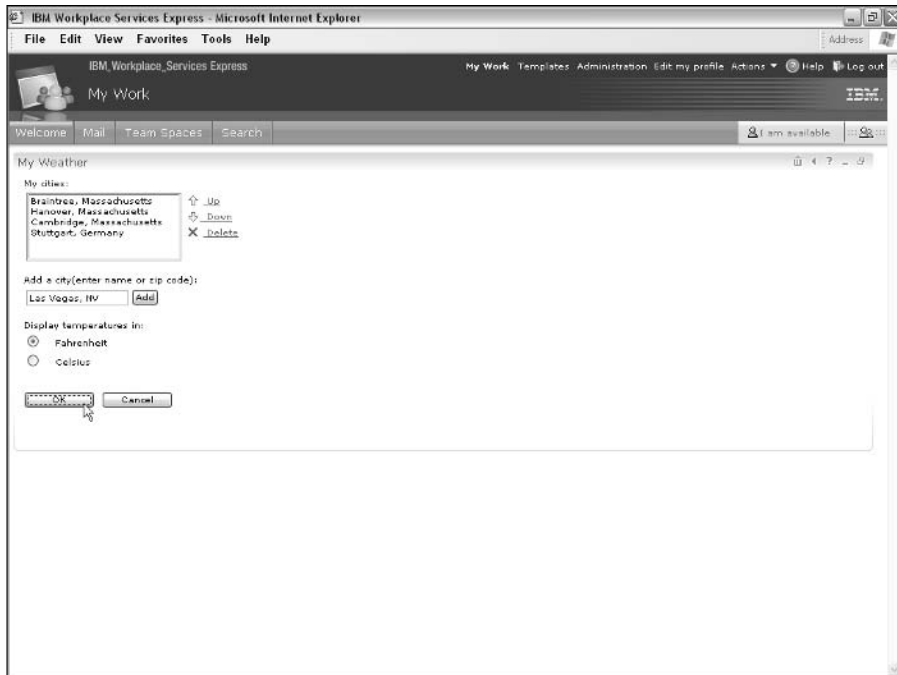 IBM Workplace Services Express - Microsoft Internet Explorer
File Edit View Favorites Tools Help
Address
IBM_Workplace_Services Express
My Work Templates Administration Edit my profile Actions Help Log out
My Work
IBM.
Welcome Mail Team Spaces Search
I am available
My Weather
My cities:
Braintree, Massachusetts
Hanover, Massachusetts
Cambridge, Massachusetts
Stuttgart, Germany
Up
Down
Delete
Add a city(enter name or zip code):
Las Vegas, NV Add
Display temperatures in:
Fahrenheit
Celsius
OK Cancel